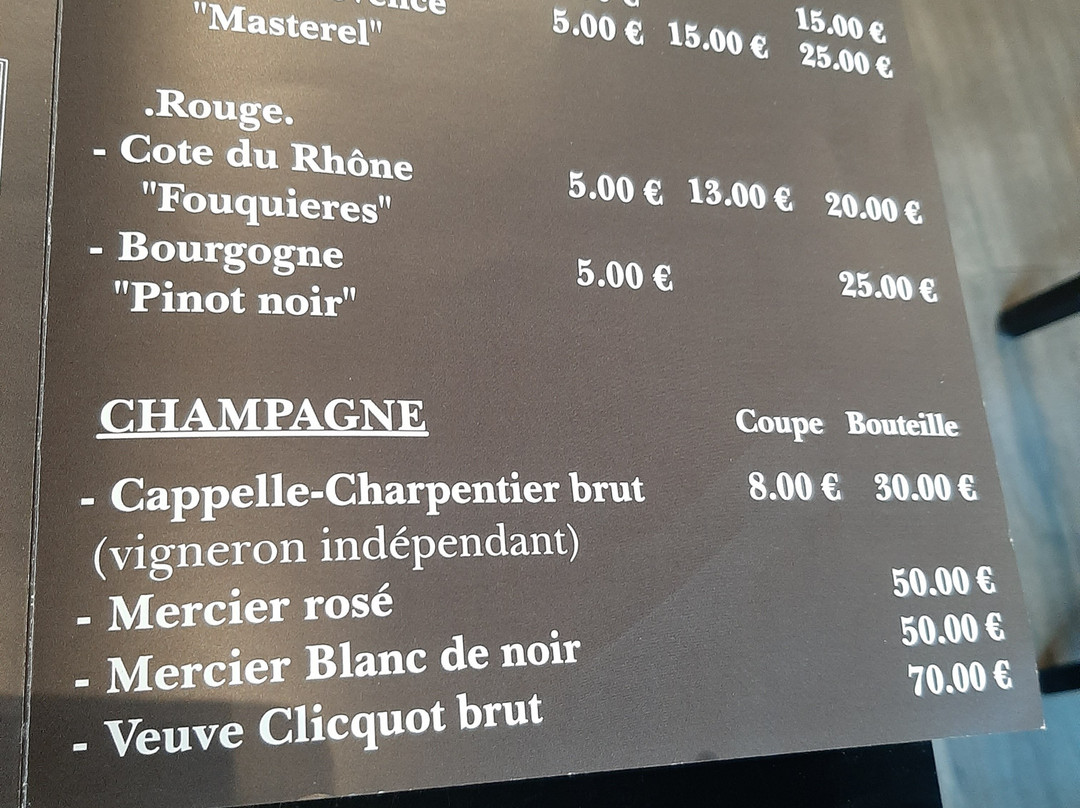 "Masterel" 5.00 € 15.00 € 15.00 €
25.00 €
.Rouge.
- Cote du Rhône
"Fouquieres" 5.00 € 13.00 € 20.00 €
- Bourgogne
"Pinot noir" 5.00 € 25.00 €
CHAMPAGNE Coupe Bouteille
- Cappelle-Charpentier brut 8.00 € 30.00 €
(vigneron indépendant)
- Mercier rosé 50.00 €
- Mercier Blanc de noir 50.00 €
- Veuve Clicquot brut 70.00 €